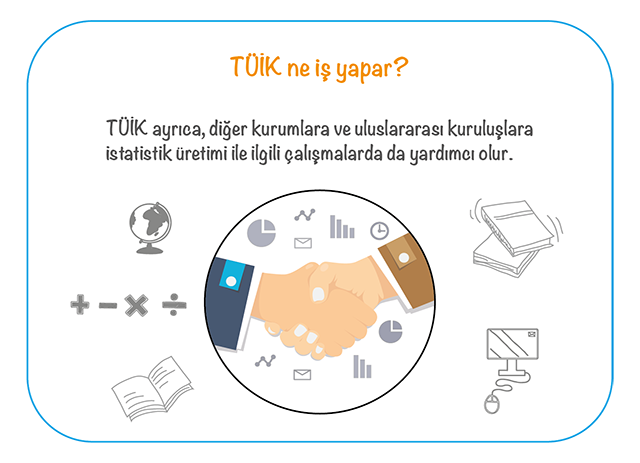 TÜİK ne iş yapar?
TÜİK ayrıca, diğer kurumlara ve uluslararası kuruluşlara
istatistik üretimi ile ilgili çalışmalarda da yardımcı olur.